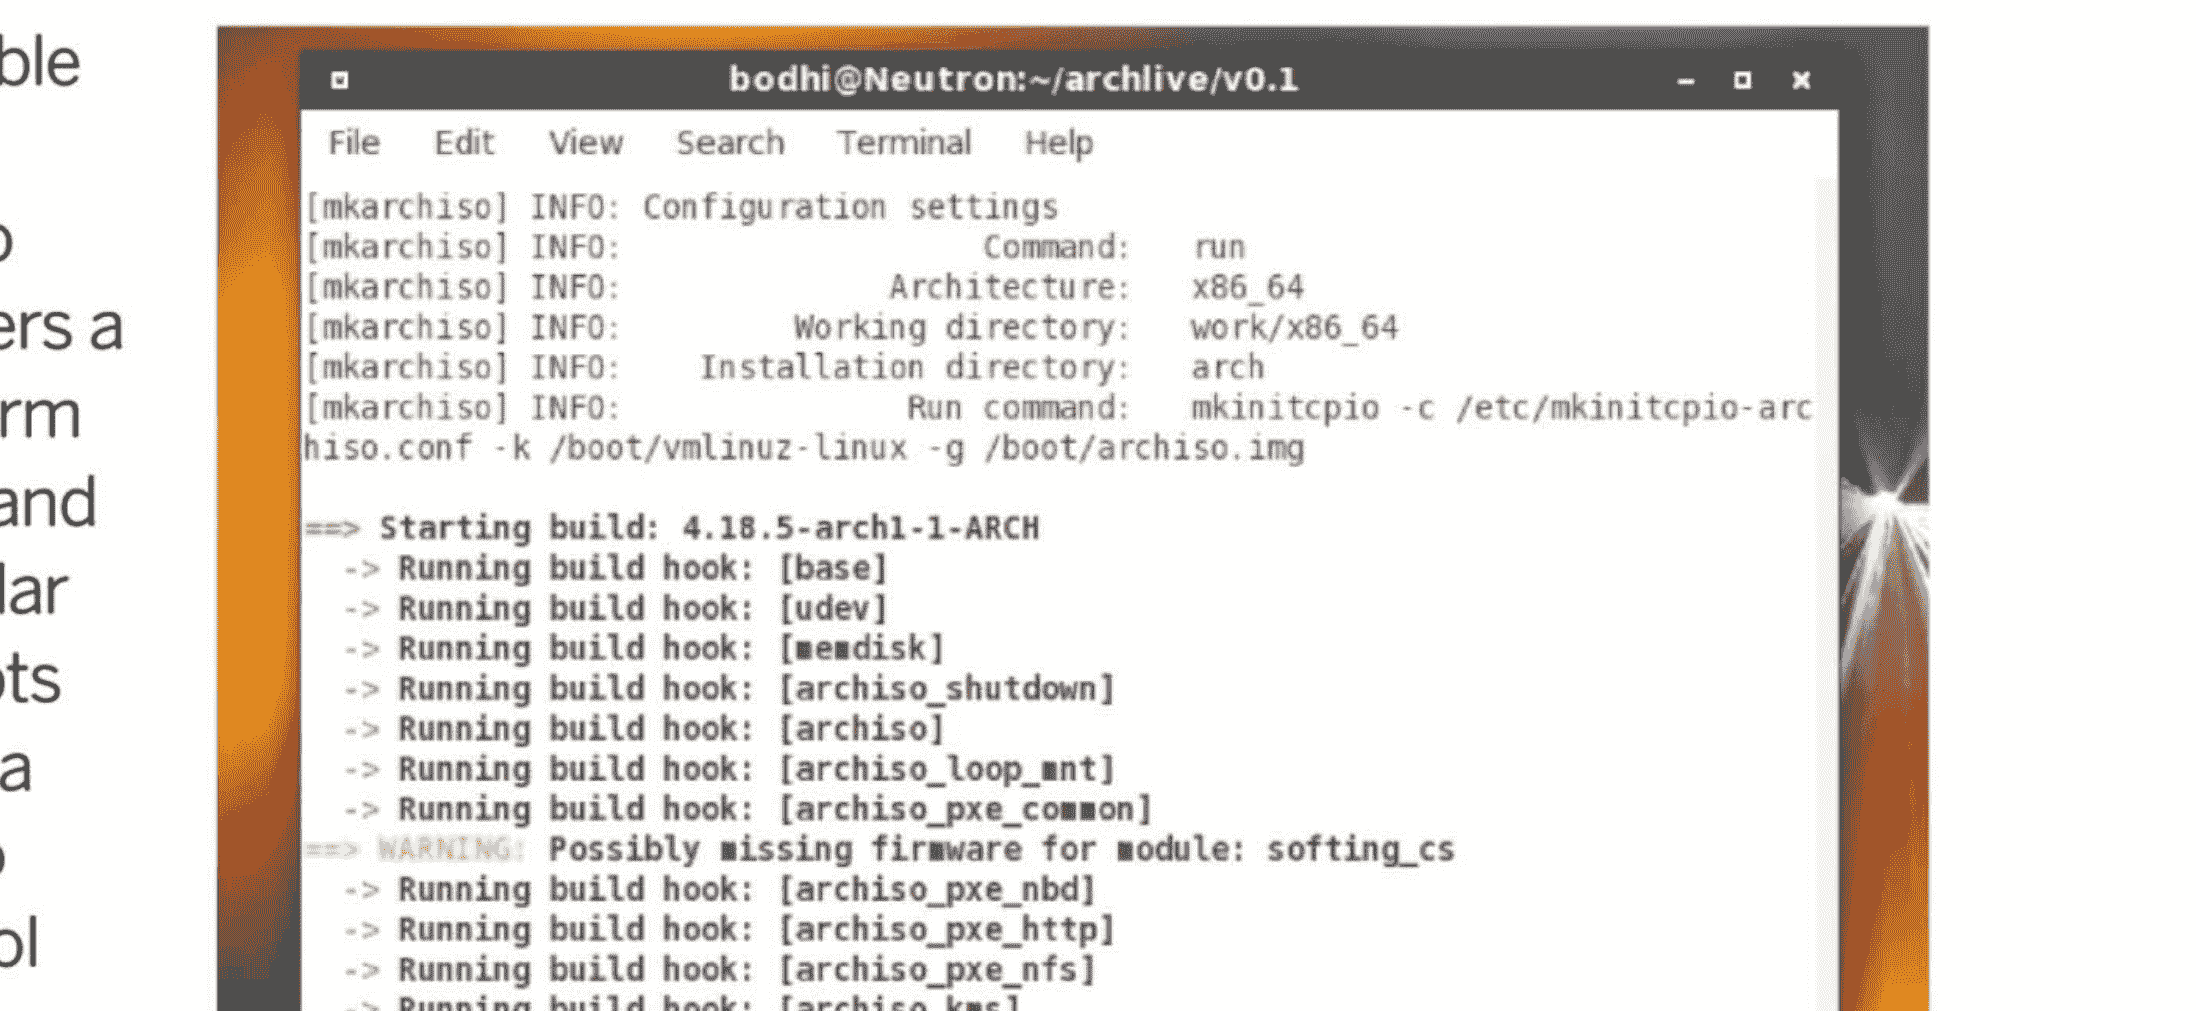 ble
ers a
rm
and
lar
ots
a
ol
bodhi@Neutron:~/archlive/v0.1
File Edit View Search Terminal Help
[mkarchiso] INFO: Configuration settings
[mkarchiso] INFO: Command: run
[mkarchiso] INFO: Architecture: x86_64
[mkarchiso] INFO: Working directory: work/x86_64
[mkarchiso] INFO: Installation directory: arch
[mkarchiso] INFO: Run command: mkinitcpio -c /etc/mkinitcpio-arc
hiso.conf -k /boot/vmlinuz-linux -g /boot/archiso.img
==> Starting build: 4.18.5-arch1-1-ARCH
-> Running build hook: [base]
-> Running build hook: [udev]
-> Running build hook: [memdisk]
-> Running build hook: [archiso_shutdown]
-> Running build hook: [archiso]
-> Running build hook: [archiso_loop_mnt]
-> Running build hook: [archiso_pxe_common]
==> WARNING: Possibly missing firmware for module: softing_cs
-> Running build hook: [archiso_pxe_nbd]
-> Running build hook: [archiso_pxe_http]
-> Running build hook: [archiso_pxe_nfs]
-> Running build hook: [archiso_kms]